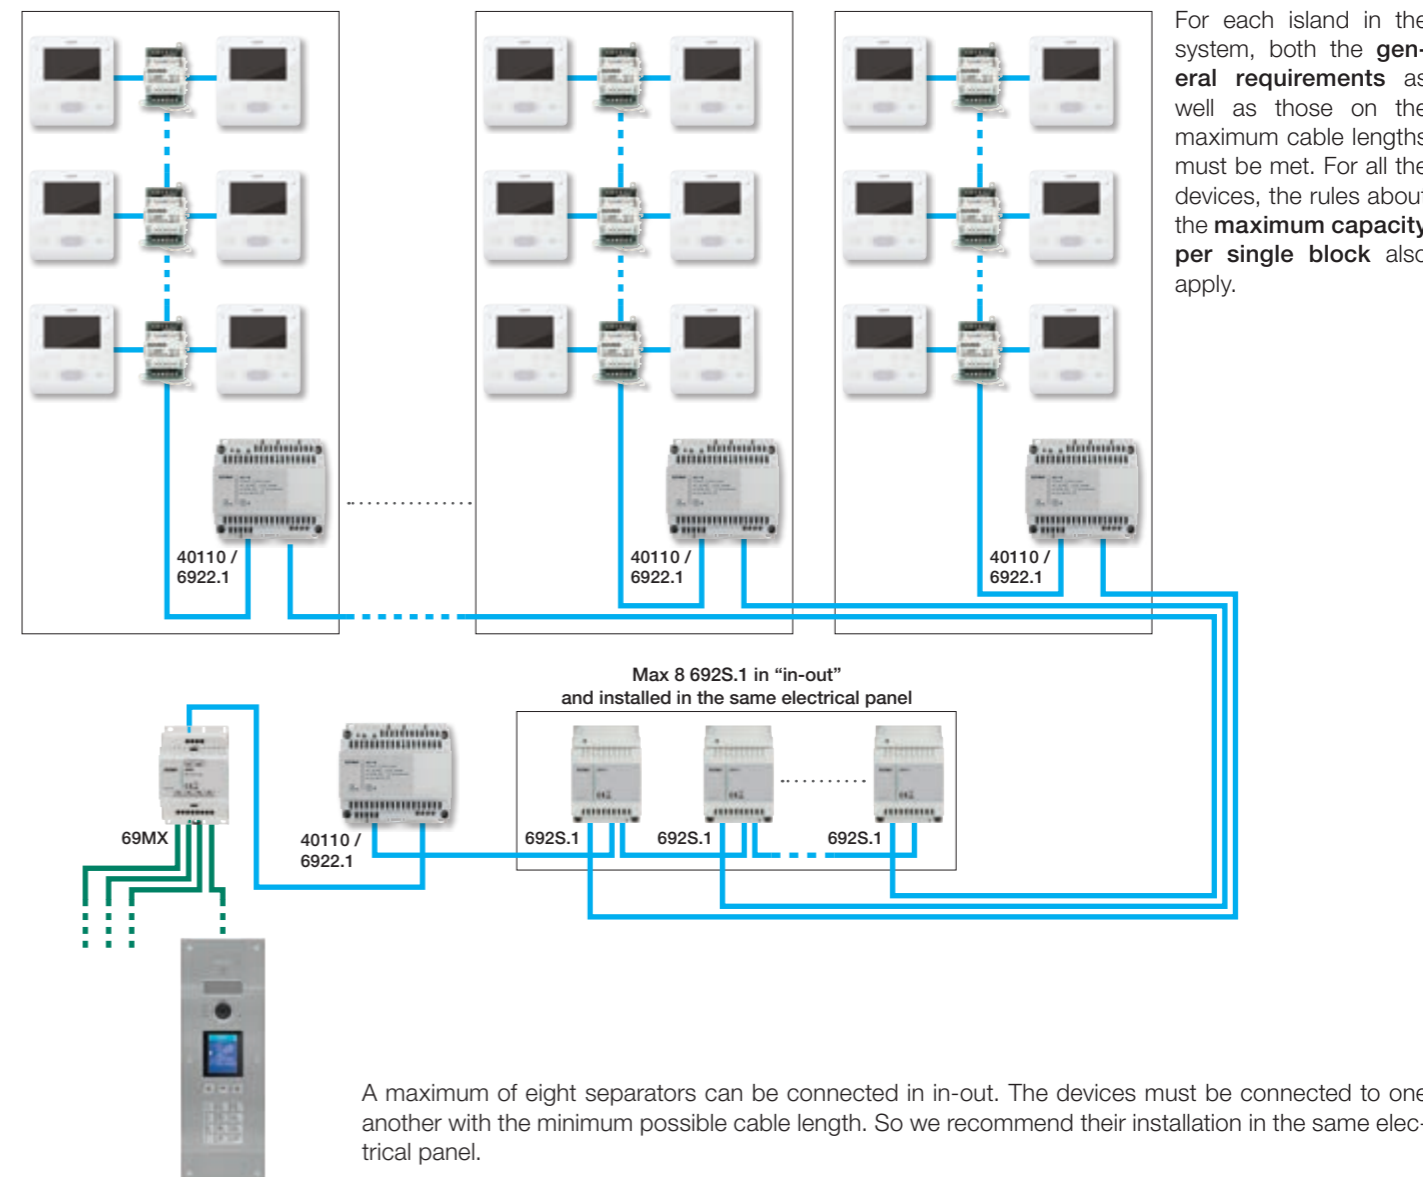 For each island in the
system, both the gen-
eral requirements as
well as those on the
maximum cable lengths
must be met. For all the
devices, the rules about
the maximum capacity
per single block also
apply.
40110 /
6922.1
40110 /
6922.1
40110 /
6922.1
Max 8 692S.1 in “in-out”
and installed in the same electrical panel
69MX
40110 /
6922.1
692S.1
692S.1
692S.1
A maximum of eight separators can be connected in in-out. The devices must be connected to one
another with the minimum possible cable length. So we recommend their installation in the same elec-
trical panel.